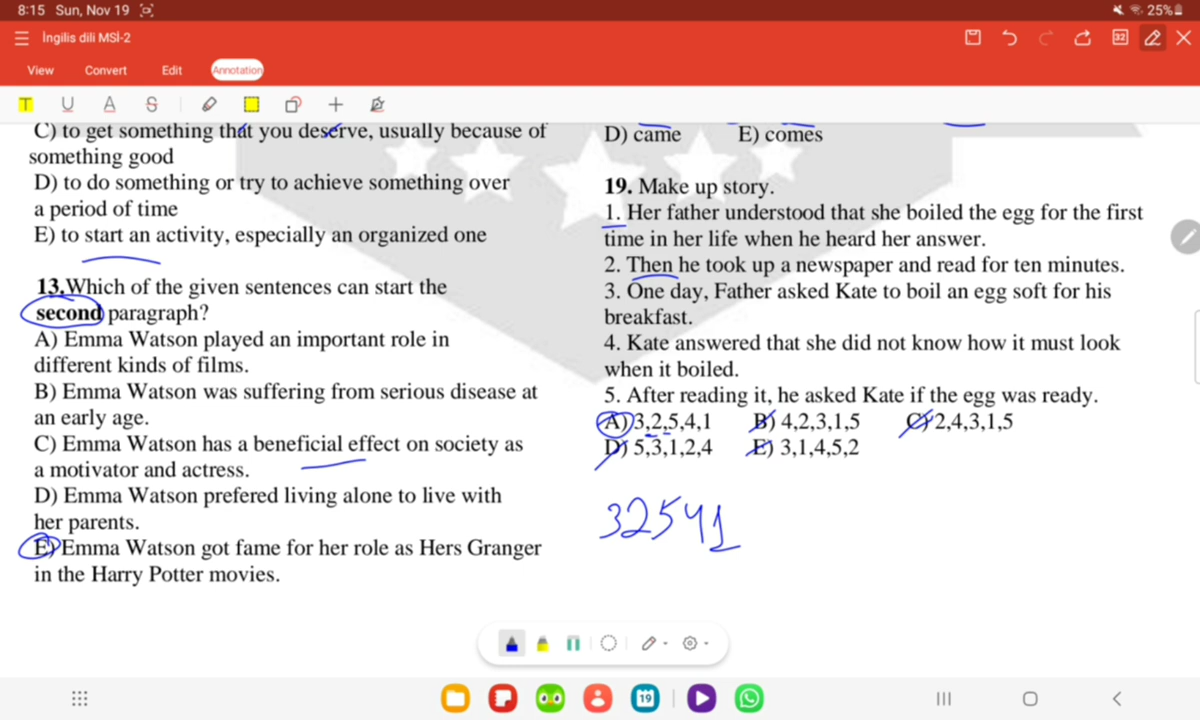 8:15 Sun, Nov 19
25%
İngilis dili MSİ-2
32
View Convert Edit Annotation
T U A S
C) to get something that you deserve, usually because of
something good
D) to do something or try to achieve something over
a period of time
E) to start an activity, especially an organized one
13.Which of the given sentences can start the
second paragraph?
A) Emma Watson played an important role in
different kinds of films.
B) Emma Watson was suffering from serious disease at
an early age.
C) Emma Watson has a beneficial effect on society as
a motivator and actress.
D) Emma Watson prefered living alone to live with
her parents.
E) Emma Watson got fame for her role as Hers Granger
in the Harry Potter movies.
D) came E) comes
19. Make up story.
1. Her father understood that she boiled the egg for the first
time in her life when he heard her answer.
2. Then he took up a newspaper and read for ten minutes.
3. One day, Father asked Kate to boil an egg soft for his
breakfast.
4. Kate answered that she did not know how it must look
when it boiled.
5. After reading it, he asked Kate if the egg was ready.
A) 3,2,5,4,1 B) 4,2,3,1,5 C) 2,4,3,1,5
D) 5,3,1,2,4 E) 3,1,4,5,2
32541
19